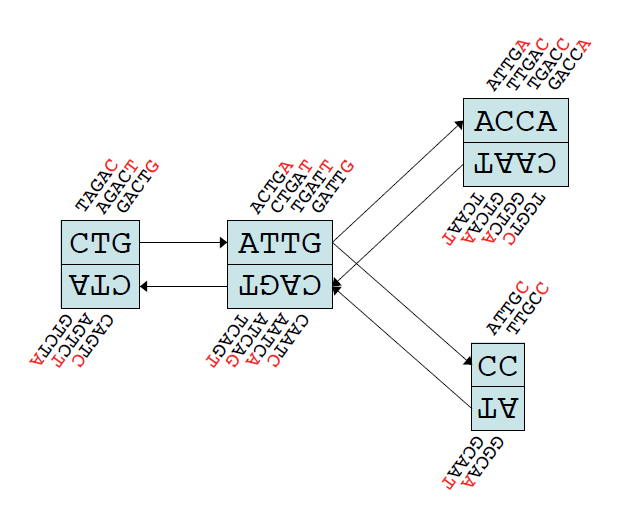 TAGAC
AGACT
GACTG
CTG
CTA
GTCTA
AGTCT
CAGTC
ACTGA
CTGAT
TGATT
GATTG
ATTG
CAGT
TCAGT
ATCAG
AATCA
CAATC
ATTGA
TTGAC
TGACC
GACCA
ACCA
CAAT
TCAAT
GTCAA
GGTCA
TGGTC
ATTGC
TTGCC
CC
AT
GCAAT
GGCAA